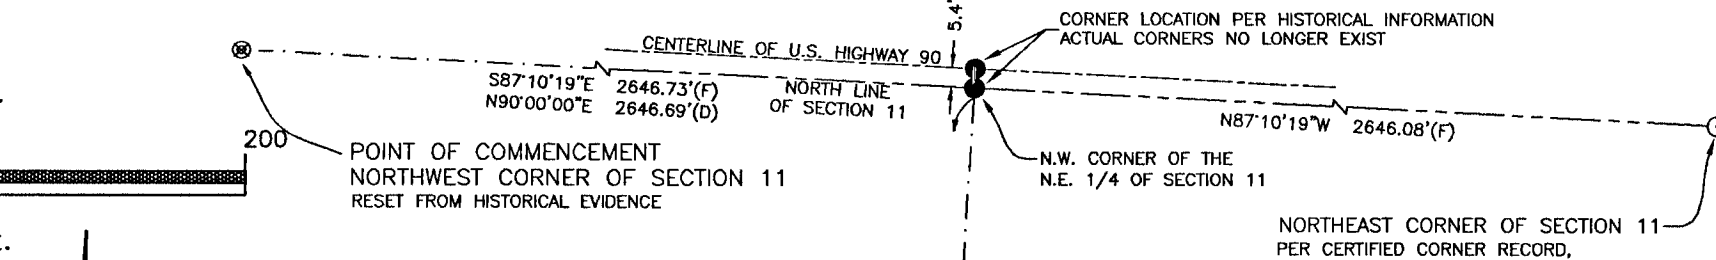 5.4'
CORNER LOCATION PER HISTORICAL INFORMATION
ACTUAL CORNERS NO LONGER EXIST
CENTERLINE OF U.S. HIGHWAY 90
S87°10'19"E 2646.73'(F)
N90°00'00"E 2646.69'(D)
NORTH LINE
OF SECTION 11
N87°10'19"W 2646.08'(F)
200
POINT OF COMMENCEMENT
NORTHWEST CORNER OF SECTION 11
RESET FROM HISTORICAL EVIDENCE
N.W. CORNER OF THE
N.E. 1/4 OF SECTION 11
NORTHEAST CORNER OF SECTION 11
PER CERTIFIED CORNER RECORD,